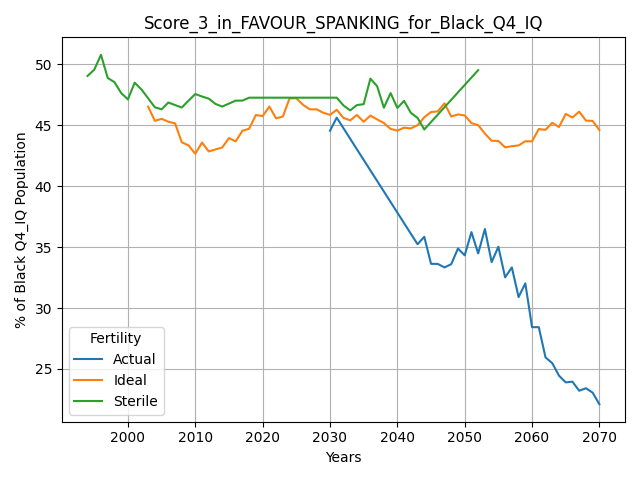 Score_3_in_FAVOUR_SPANKING_for_Black_Q4_IQ
% of Black Q4_IQ Population
50
45
40
35
30
25
Fertility
Actual
Ideal
Sterile
2000 2010 2020 2030 2040 2050 2060 2070
Years